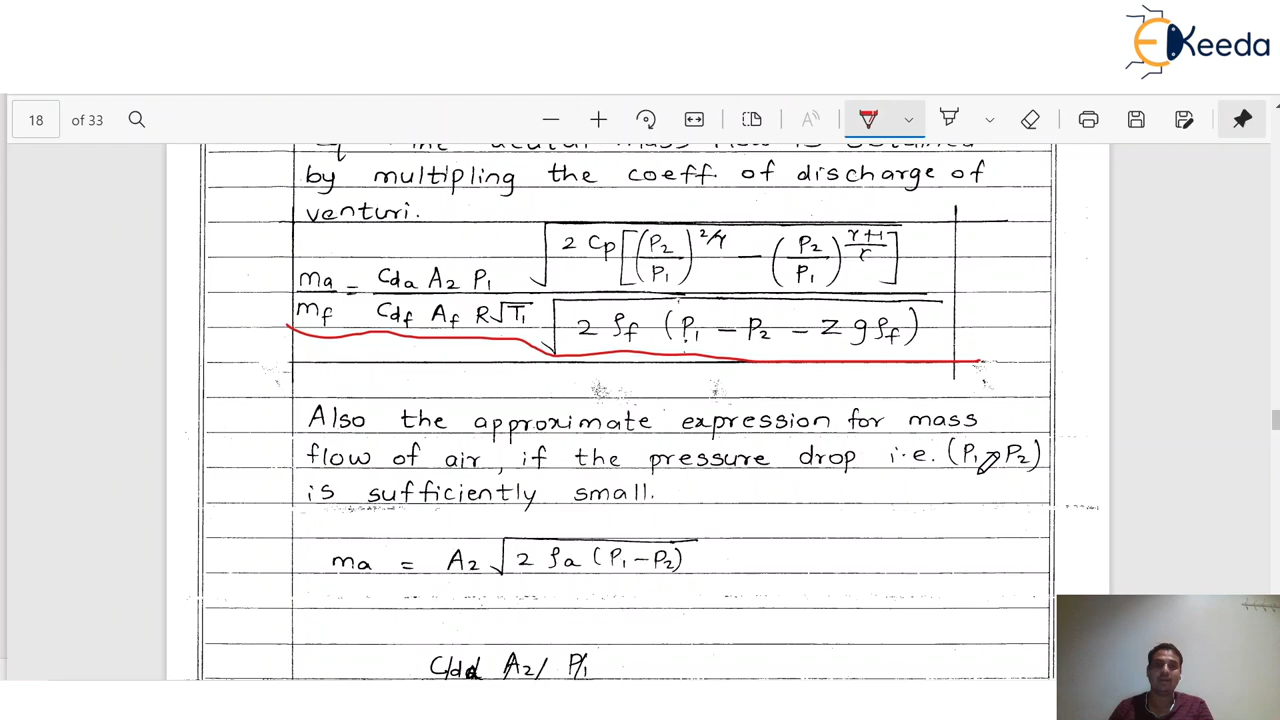 EKeeda
18 of 33
by multipling the coeff. of discharge of
venturi.
ma/mf = Cda A2 P1 √(2 Cp[(P2/P1)^2/γ − (P2/P1)^(r+1)/r]) / Cdf Af R√T1 √(2 ρf (P1 − P2 − Z g ρf))
Also the approximate expression for mass
flow of air, if the pressure drop i.e. (P1 P2)
is sufficiently small.
ma = A2 √(2 ρa (P1−P2))
A2/ P1